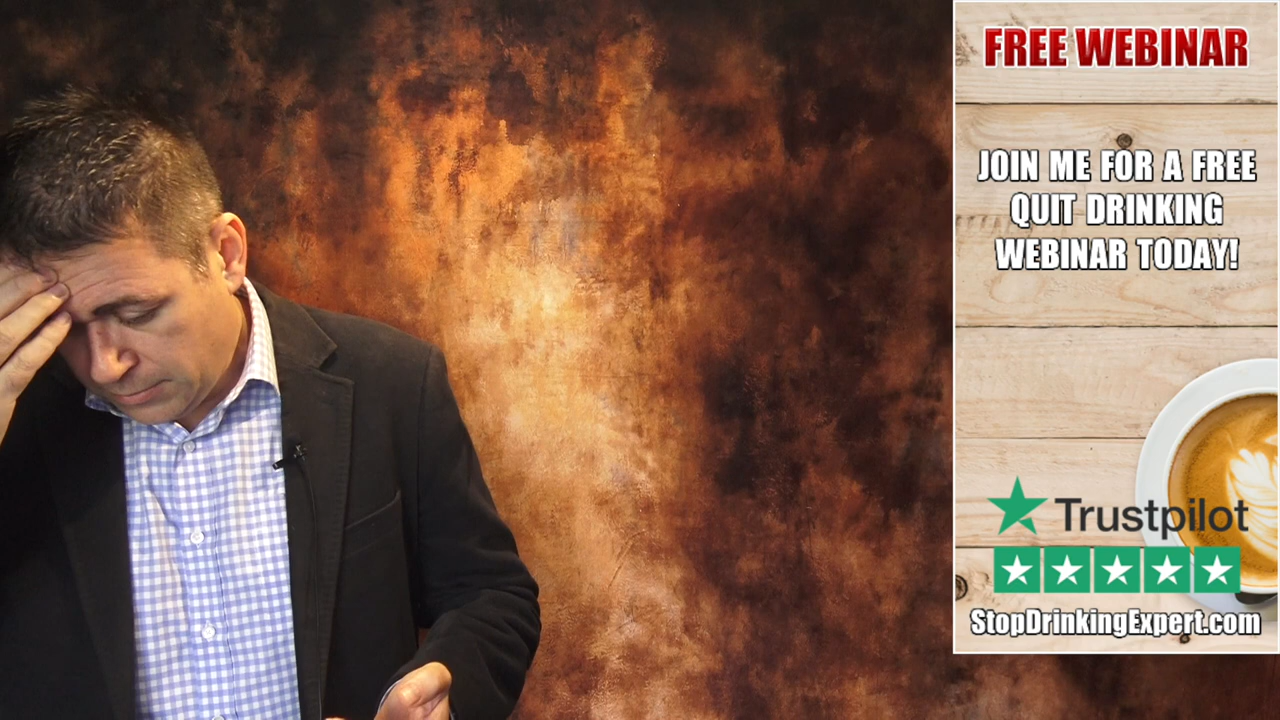 FREE WEBINAR
JOIN ME FOR A FREE
QUIT DRINKING
WEBINAR TODAY!
Trustpilot
StopDrinkingExpert.com